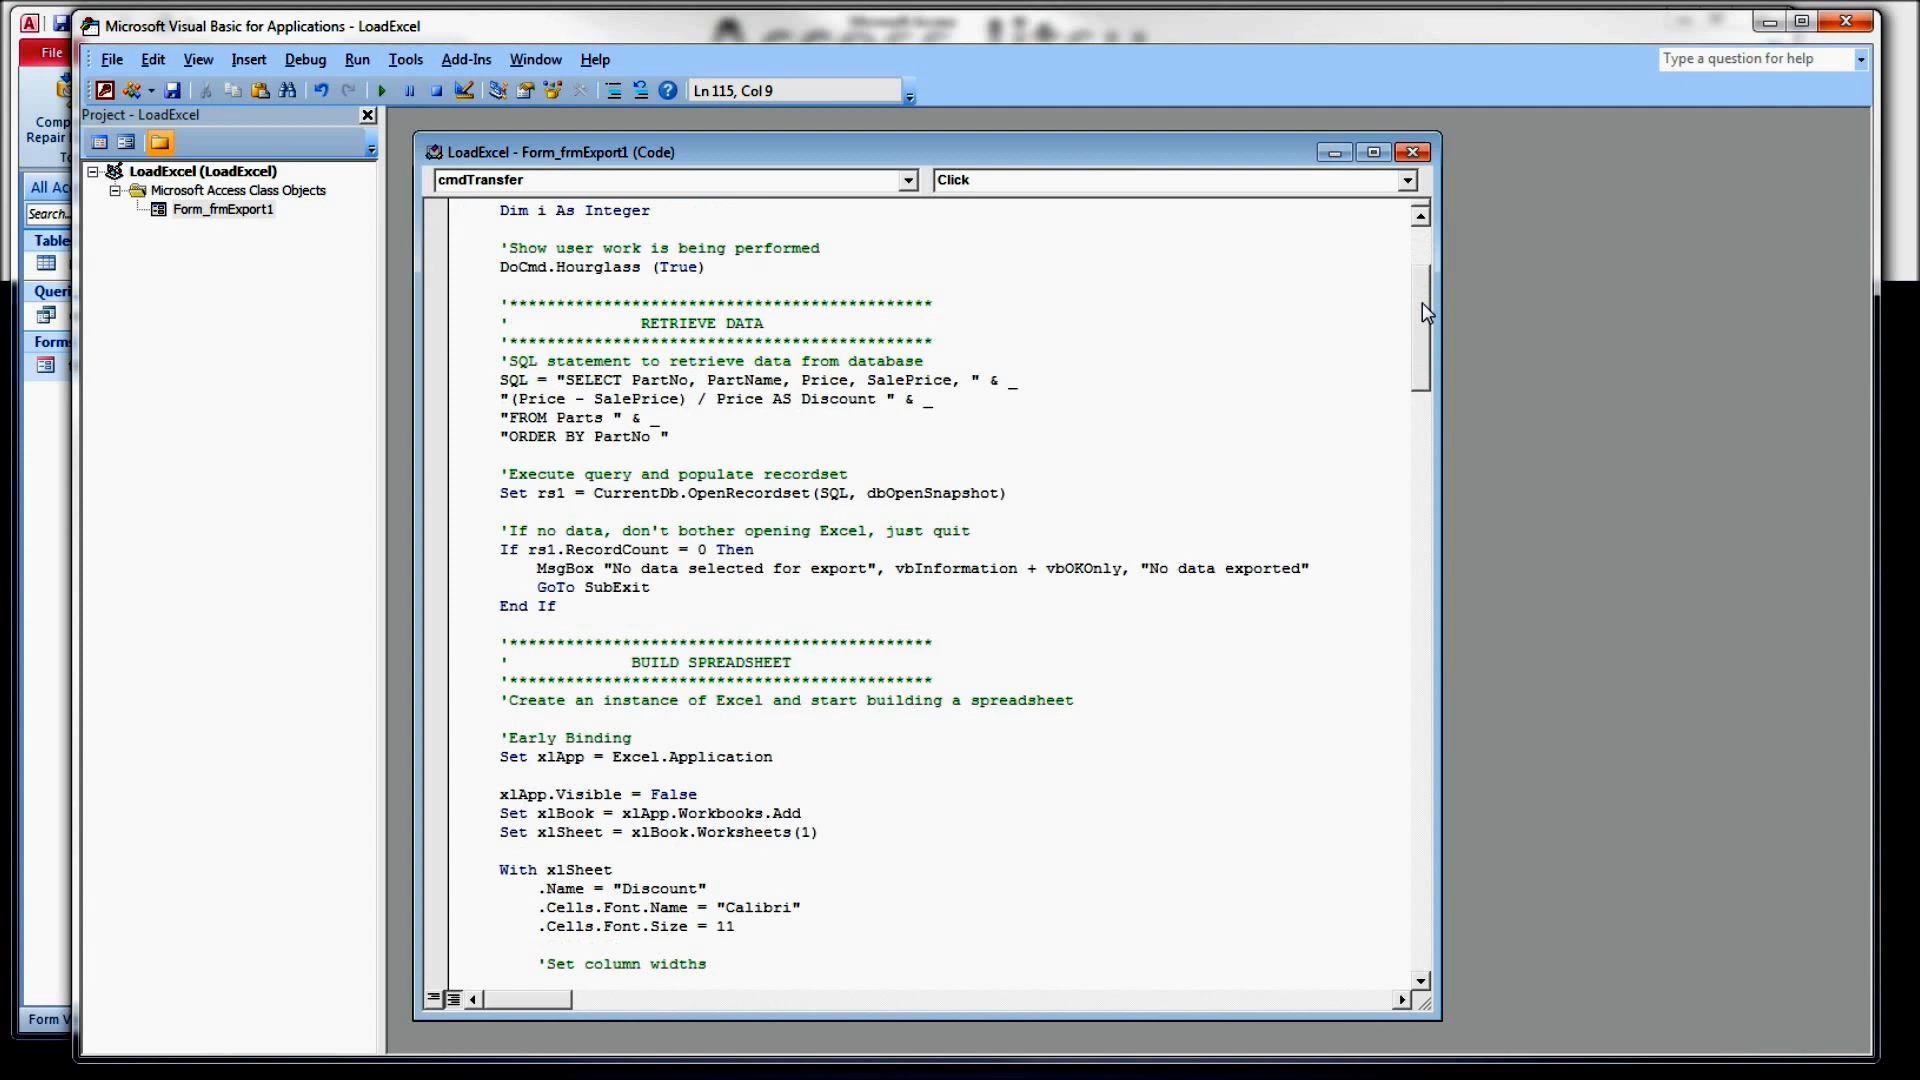 Microsoft Visual Basic for Applications - LoadExcel
File
File Edit View Insert Debug Run Tools Add-Ins Window Help
Type a question for help
Ln 115, Col 9
Comp
Repair
Project - LoadExcel
All Ac
Search...
Table
Queri
Forms
Form V
LoadExcel (LoadExcel)
Microsoft Access Class Objects
Form_frmExport1
LoadExcel - Form_frmExport1 (Code)
cmdTransfer
Click
Dim i As Integer
'Show user work is being performed
DoCmd.Hourglass (True)
'*********************************************
' RETRIEVE DATA
'*********************************************
'SQL statement to retrieve data from database
SQL = "SELECT PartNo, PartName, Price, SalePrice, " & _
"(Price - SalePrice) / Price AS Discount " & _
"FROM Parts " & _
"ORDER BY PartNo "
'Execute query and populate recordset
Set rs1 = CurrentDb.OpenRecordset(SQL, dbOpenSnapshot)
'If no data, don't bother opening Excel, just quit
If rs1.RecordCount = 0 Then
MsgBox "No data selected for export", vbInformation + vbOKOnly, "No data exported"
GoTo SubExit
End If
'*********************************************
' BUILD SPREADSHEET
'*********************************************
'Create an instance of Excel and start building a spreadsheet
'Early Binding
Set xlApp = Excel.Application
xlApp.Visible = False
Set xlBook = xlApp.Workbooks.Add
Set xlSheet = xlBook.Worksheets(1)
With xlSheet
.Name = "Discount"
.Cells.Font.Name = "Calibri"
.Cells.Font.Size = 11
'Set column widths